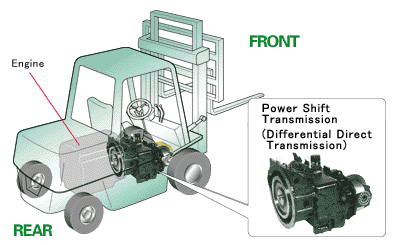 FRONT
Engine
Power Shift
Transmission
(Differential Direct
Transmission)
REAR